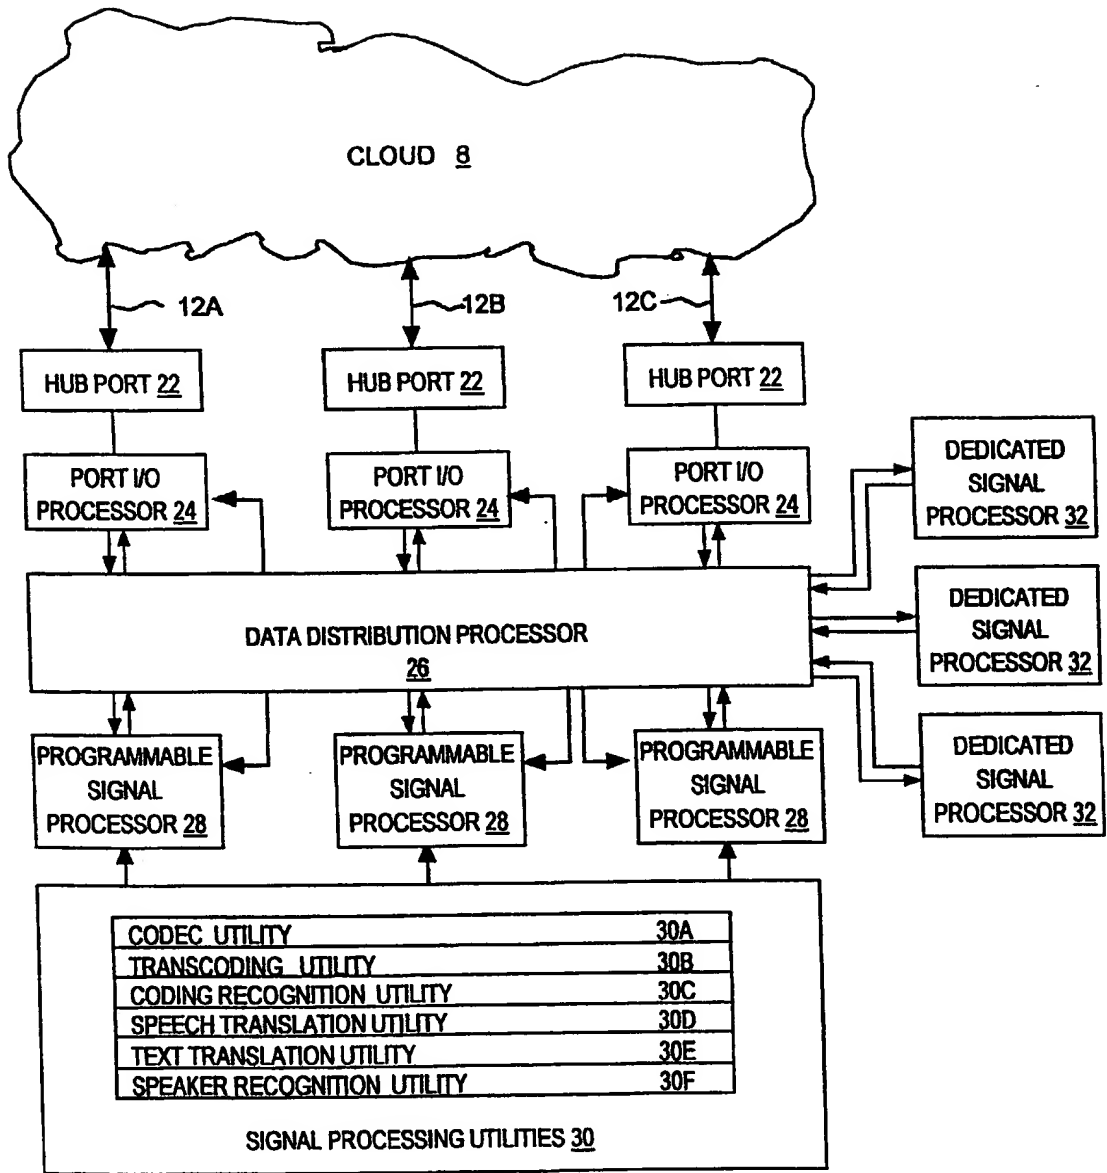 CLOUD 8
12A
12B
12C
HUB PORT 22
HUB PORT 22
HUB PORT 22
PORT I/O
PROCESSOR 24
PORT I/O
PROCESSOR 24
PORT I/O
PROCESSOR 24
DEDICATED
SIGNAL
PROCESSOR 32
DATA DISTRIBUTION PROCESSOR
26
DEDICATED
SIGNAL
PROCESSOR 32
DEDICATED
SIGNAL
PROCESSOR 32
PROGRAMMABLE
SIGNAL
PROCESSOR 28
PROGRAMMABLE
SIGNAL
PROCESSOR 28
PROGRAMMABLE
SIGNAL
PROCESSOR 28
CODEC UTILITY 30A
TRANSCODING UTILITY 30B
CODING RECOGNITION UTILITY 30C
SPEECH TRANSLATION UTILITY 30D
TEXT TRANSLATION UTILITY 30E
SPEAKER RECOGNITION UTILITY 30F
SIGNAL PROCESSING UTILITIES 30